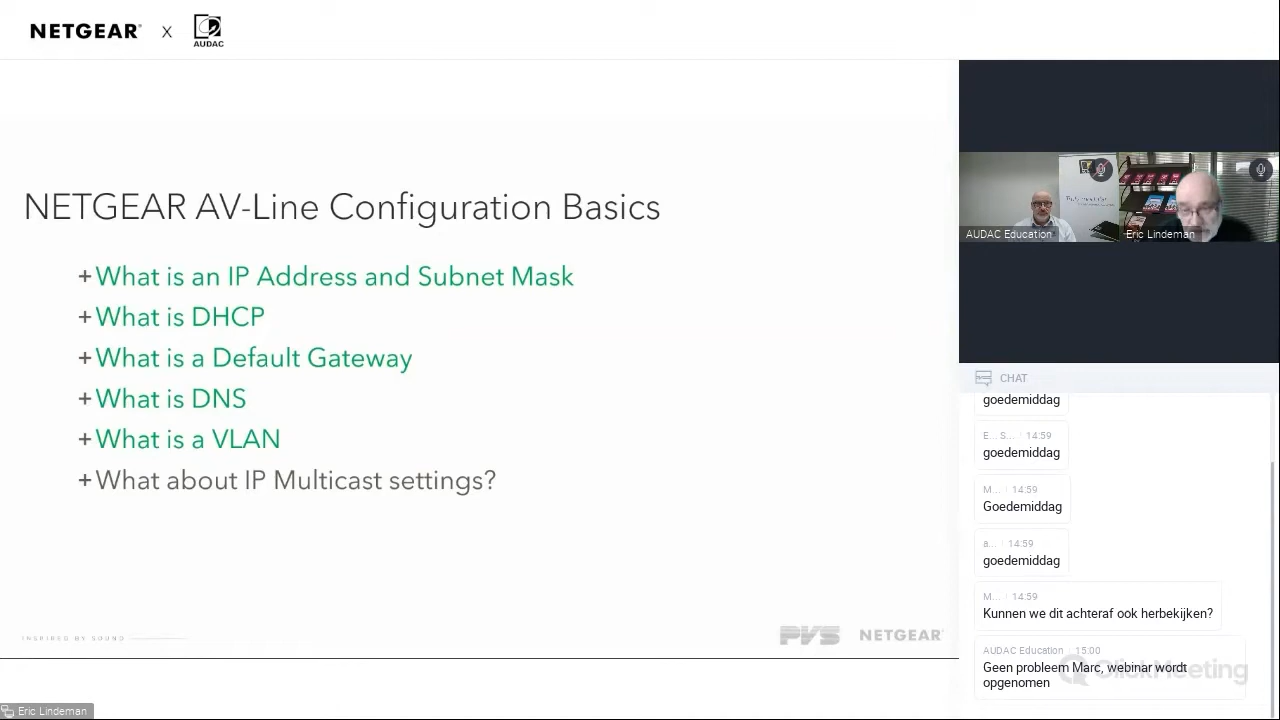 NETGEAR X AUDAC
NETGEAR AV-Line Configuration Basics
+What is an IP Address and Subnet Mask
+What is DHCP
+What is a Default Gateway
+What is DNS
+What is a VLAN
+What about IP Multicast settings?
INSPIRED BY SOUND
PVS NETGEAR
Eric Lindeman
AUDAC Education
Eric Lindeman
CHAT
goedemiddag
E... S... 14:59
goedemiddag
M... 14:59
Goedemiddag
a... 14:59
goedemiddag
M... 14:59
Kunnen we dit achteraf ook herbekijken?
AUDAC Education 15:00
Geen probleem Marc, webinar wordt
opgenomen
ClickMeeting